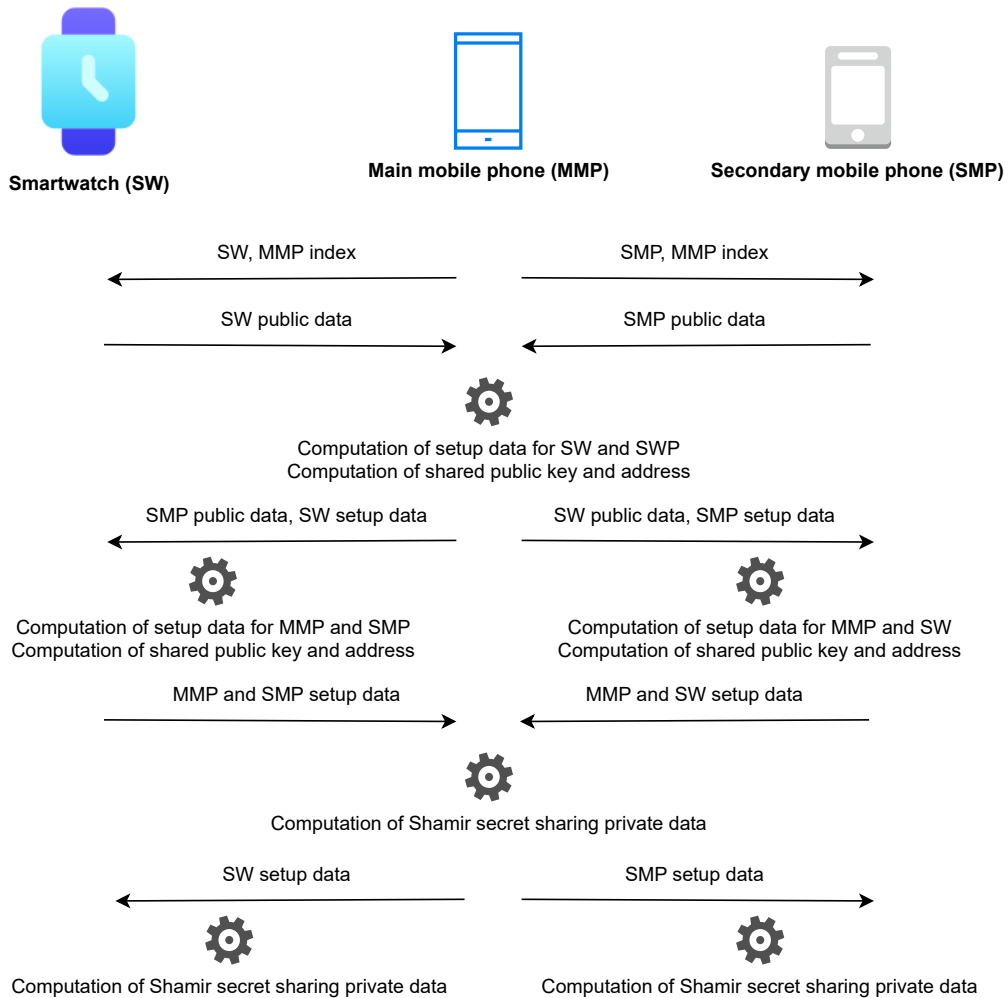 Smartwatch (SW)
Main mobile phone (MMP)
Secondary mobile phone (SMP)
SW, MMP index
SMP, MMP index
SW public data
SMP public data
Computation of setup data for SW and SWP
Computation of shared public key and address
SMP public data, SW setup data
SW public data, SMP setup data
Computation of setup data for MMP and SMP
Computation of shared public key and address
Computation of setup data for MMP and SW
Computation of shared public key and address
MMP and SMP setup data
MMP and SW setup data
Computation of Shamir secret sharing private data
SW setup data
SMP setup data
Computation of Shamir secret sharing private data
Computation of Shamir secret sharing private data